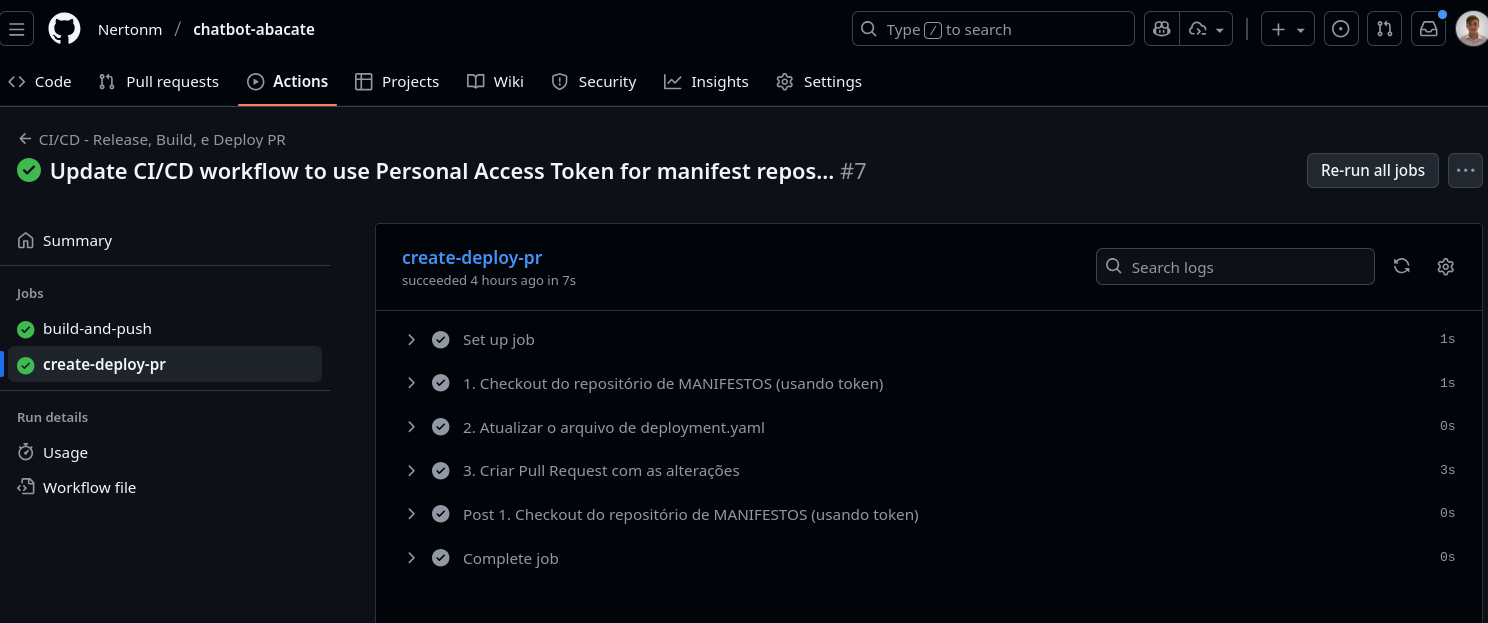 Nertonm / chatbot-abacate
Type / to search
Code Pull requests Actions Projects Wiki Security Insights Settings
CI/CD - Release, Build, e Deploy PR
Update CI/CD workflow to use Personal Access Token for manifest repos... #7
Re-run all jobs
Summary
Jobs
build-and-push
create-deploy-pr
Run details
Usage
Workflow file
create-deploy-pr
succeeded 4 hours ago in 7s
Search logs
Set up job 1s
1. Checkout do repositório de MANIFESTOS (usando token) 1s
2. Atualizar o arquivo de deployment.yaml 0s
3. Criar Pull Request com as alterações 3s
Post 1. Checkout do repositório de MANIFESTOS (usando token) 0s
Complete job 0s